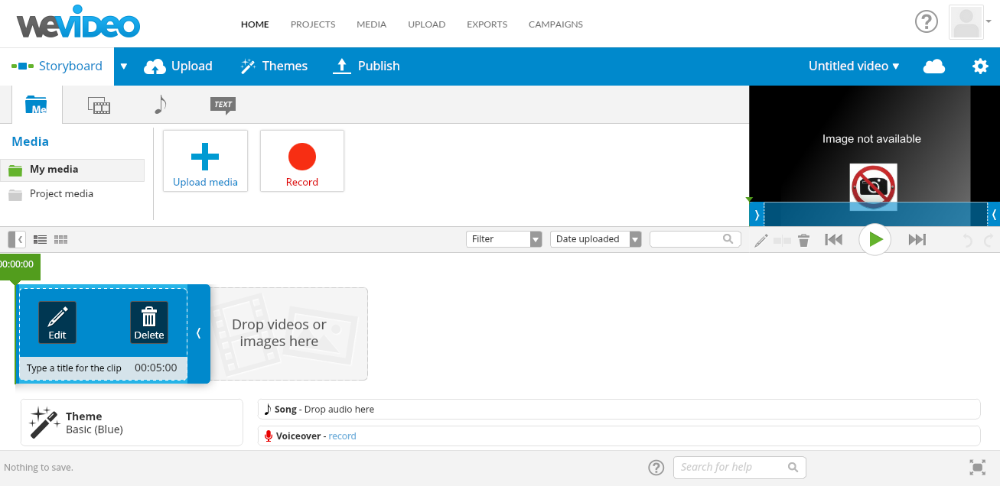 WeVideo
HOME PROJECTS MEDIA UPLOAD EXPORTS CAMPAIGNS
?
Storyboard Upload Themes Publish Untitled video
Me
TEXT
Media
My media
Project media
Upload media
Record
Image not available
Filter
Date uploaded
00:00:00
Edit
Delete
Drop videos or
images here
Type a title for the clip 00:05:00
Theme
Basic (Blue)
Song - Drop audio here
Voiceover - record
Nothing to save.
?
Search for help